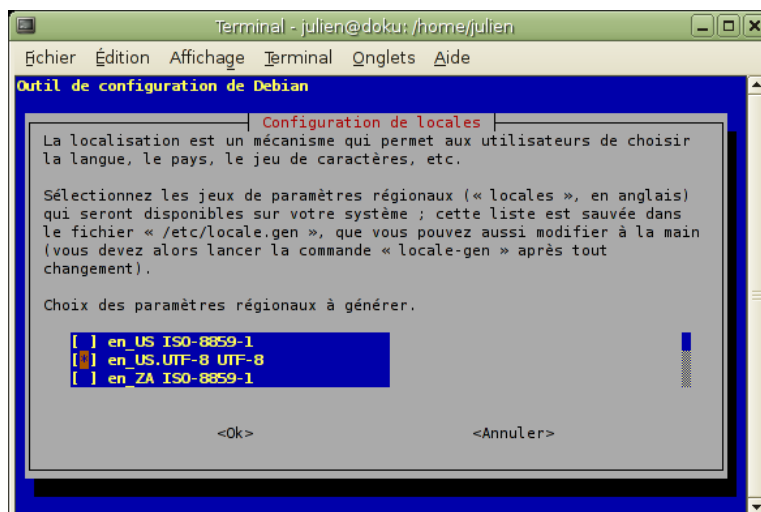 Terminal - julien@doku: /home/julien
Fichier Édition Affichage Terminal Onglets Aide
Outil de configuration de Debian
Configuration de locales
La localisation est un mécanisme qui permet aux utilisateurs de choisir
la langue, le pays, le jeu de caractères, etc.
Sélectionnez les jeux de paramètres régionaux (« locales », en anglais)
qui seront disponibles sur votre système ; cette liste est sauvée dans
le fichier « /etc/locale.gen », que vous pouvez aussi modifier à la main
(vous devez alors lancer la commande « locale-gen » après tout
changement).
Choix des paramètres régionaux à générer.
[ ] en_US ISO-8859-1
[*] en_US.UTF-8 UTF-8
[ ] en_ZA ISO-8859-1
<Ok> <Annuler>